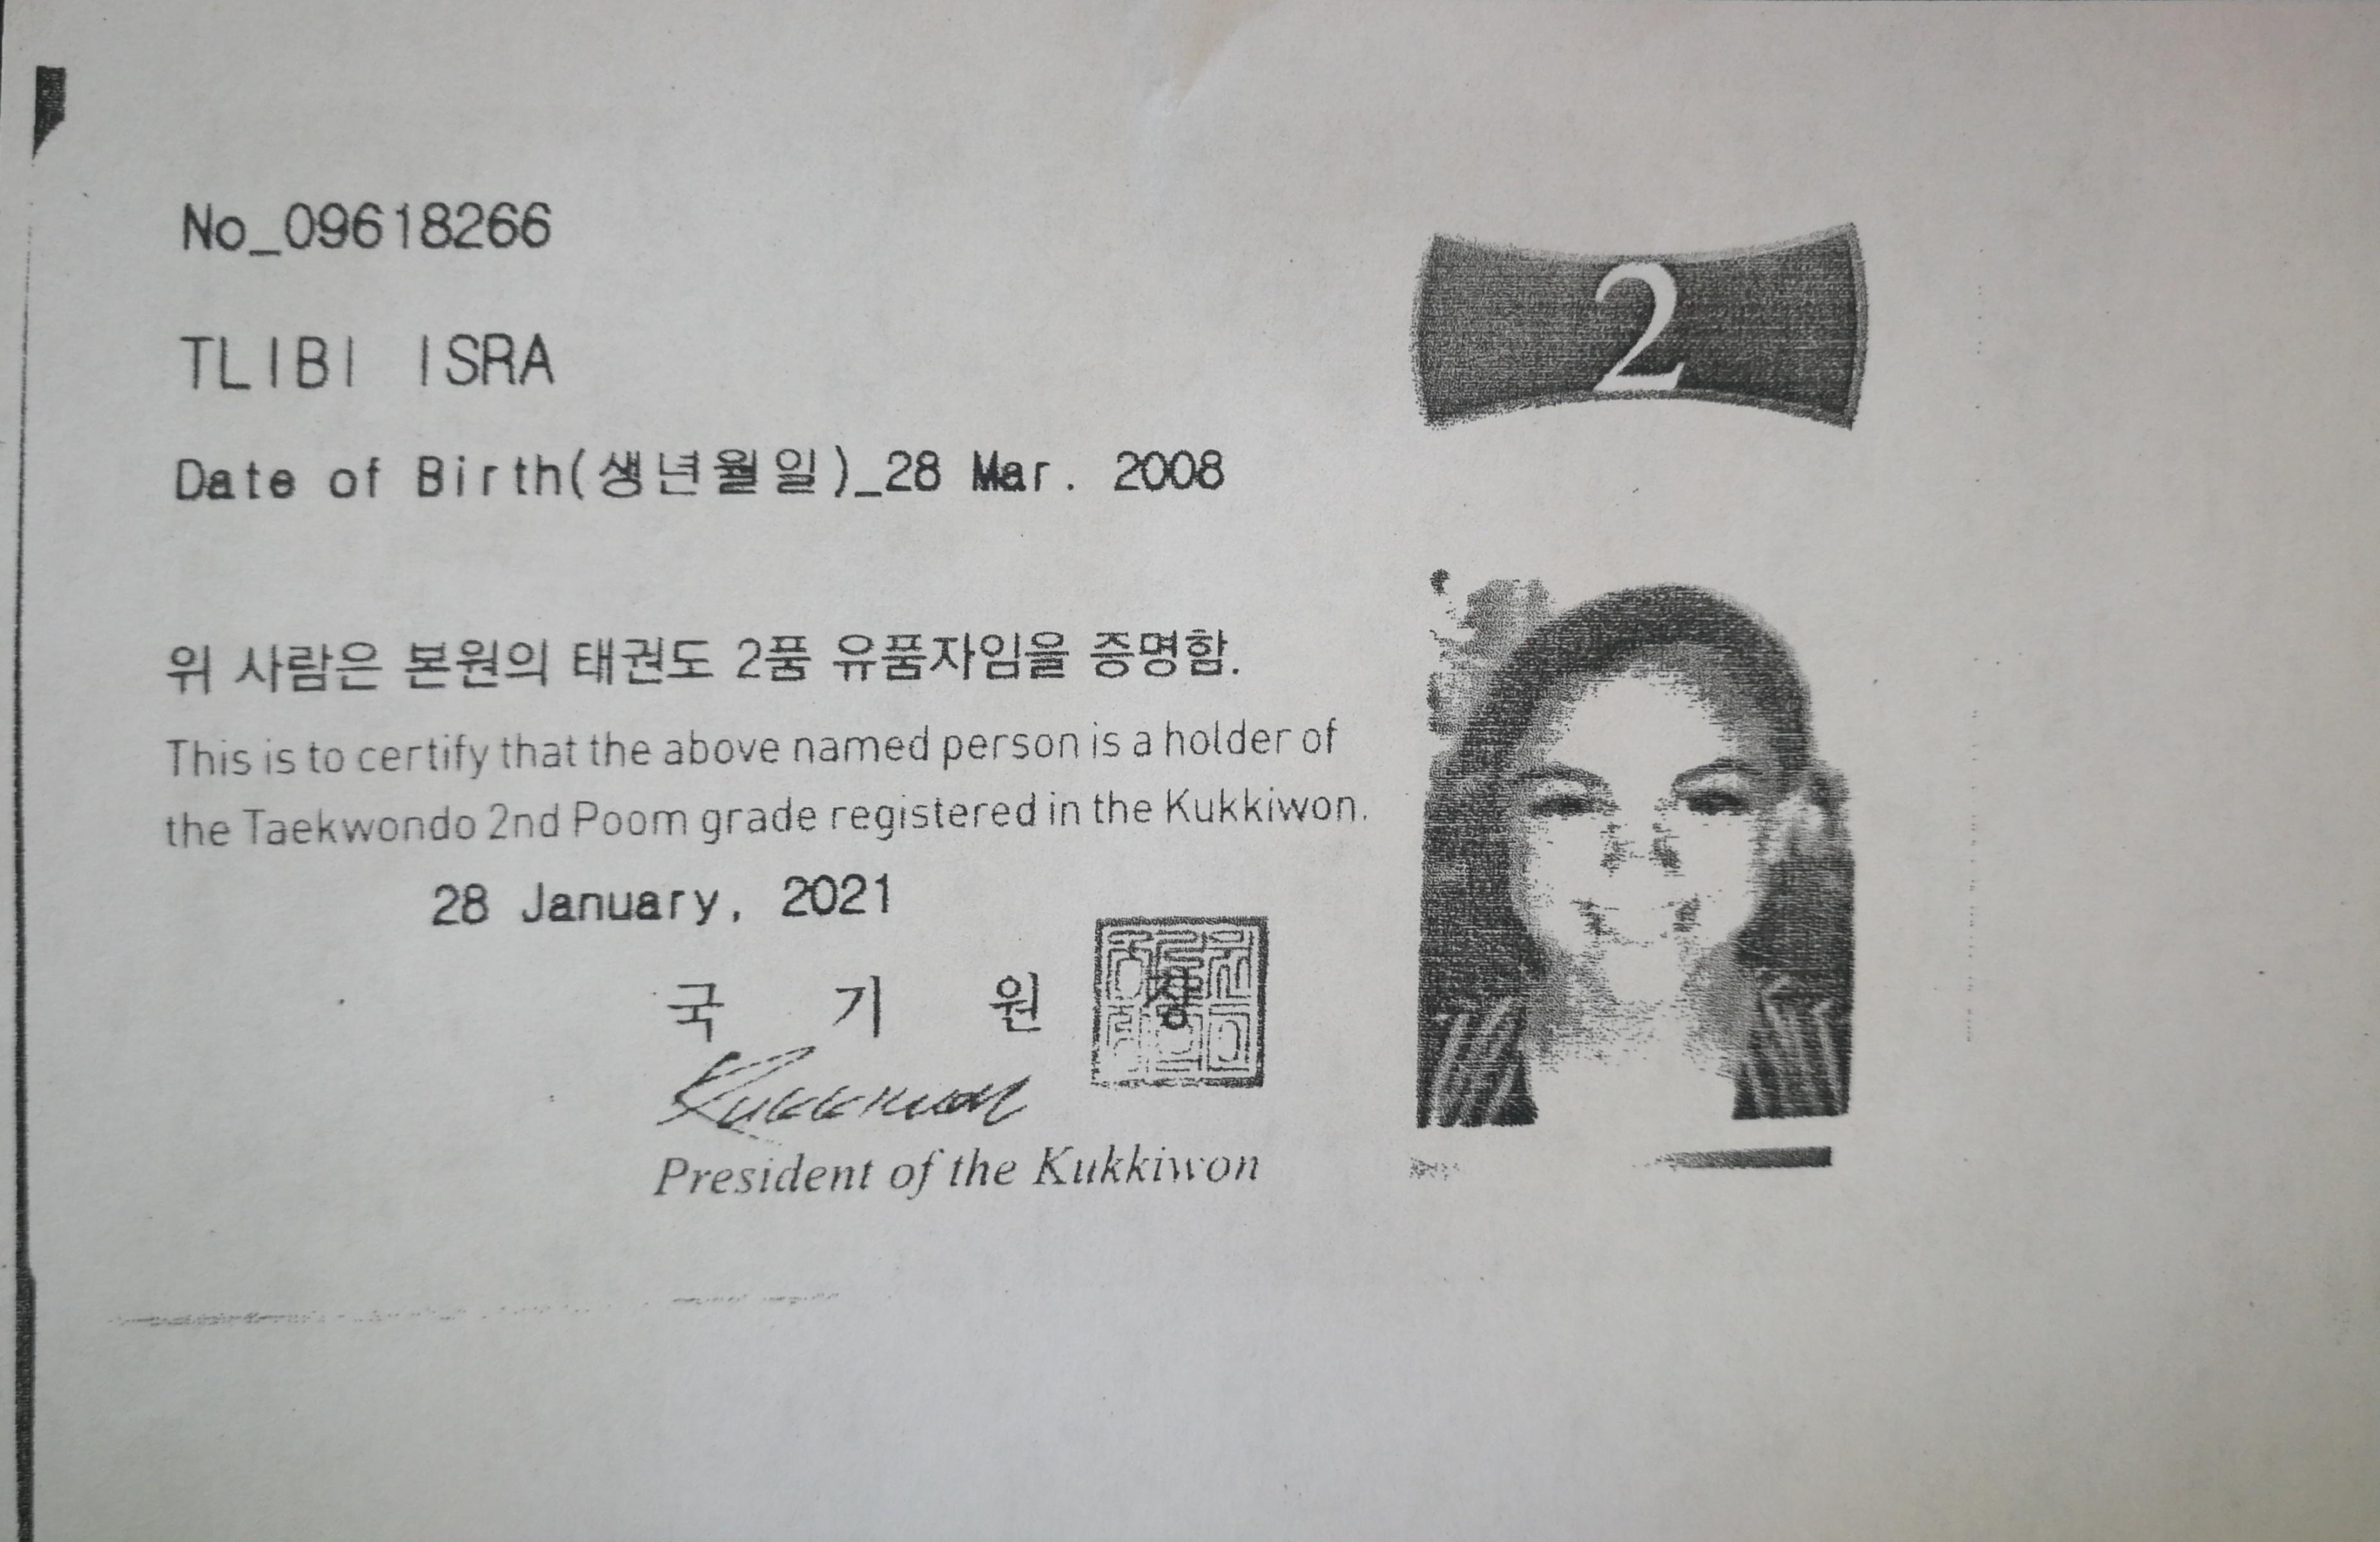 No_09618266
2
TLIBI ISRA
Date of Birth(생년월일)_28 Mar. 2008
위 사람은 본원의 태권도 2품 유품자임을 증명함.
This is to certify that the above named person is a holder of
the Taekwondo 2nd Poom grade registered in the Kukkiwon.
28 January, 2021
국 기 원 장
Kukkiwon
President of the Kukkiwon